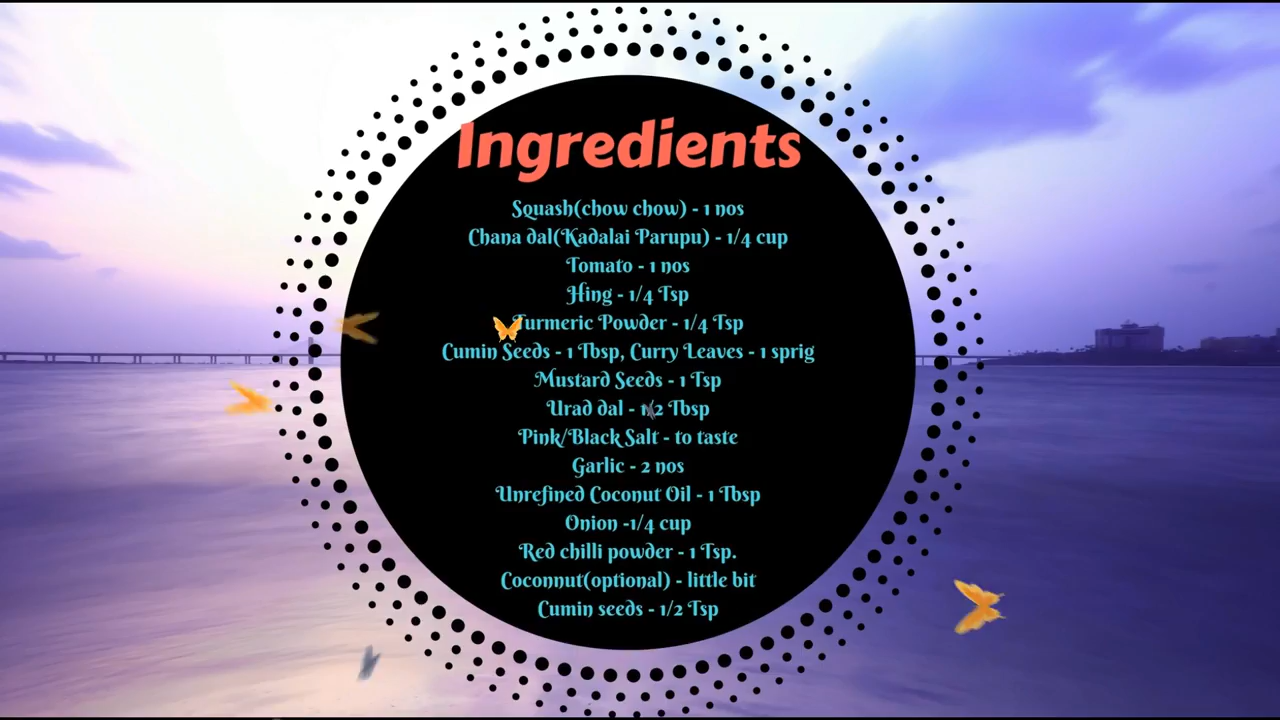 Ingredients
Squash(chow chow) - 1 nos
Chana dal(Kadalai Parupu) - 1/4 cup
Tomato - 1 nos
Hing - 1/4 Tsp
Turmeric Powder - 1/4 Tsp
Cumin Seeds - 1 Tbsp, Curry Leaves - 1 sprig
Mustard Seeds - 1 Tsp
Urad dal - 1/2 Tbsp
Pink/Black Salt - to taste
Garlic - 2 nos
Unrefined Coconut Oil - 1 Tbsp
Onion -1/4 cup
Red chilli powder - 1 Tsp.
Coconnut(optional) - little bit
Cumin seeds - 1/2 Tsp